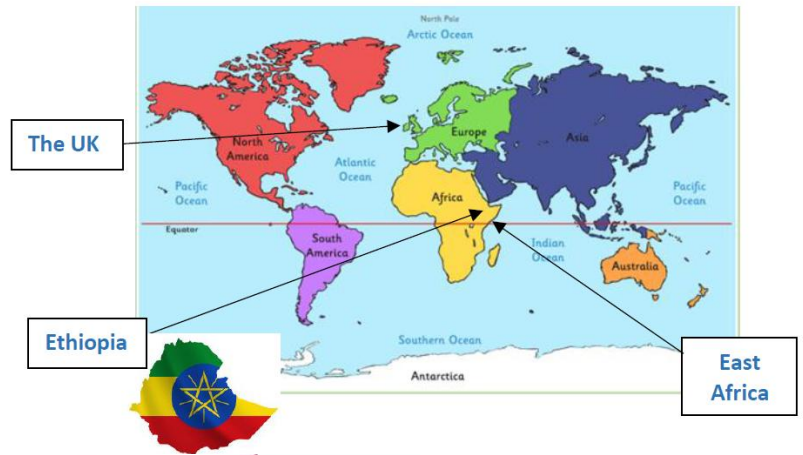 North Pole
Arctic Ocean
The UK
North
America
Europe
Asia
Atlantic
Ocean
Pacific
Ocean
Africa
Pacific
Ocean
Equator
South
America
Indian
Ocean
Australia
Ethiopia
Southern Ocean
Antarctica
East
Africa